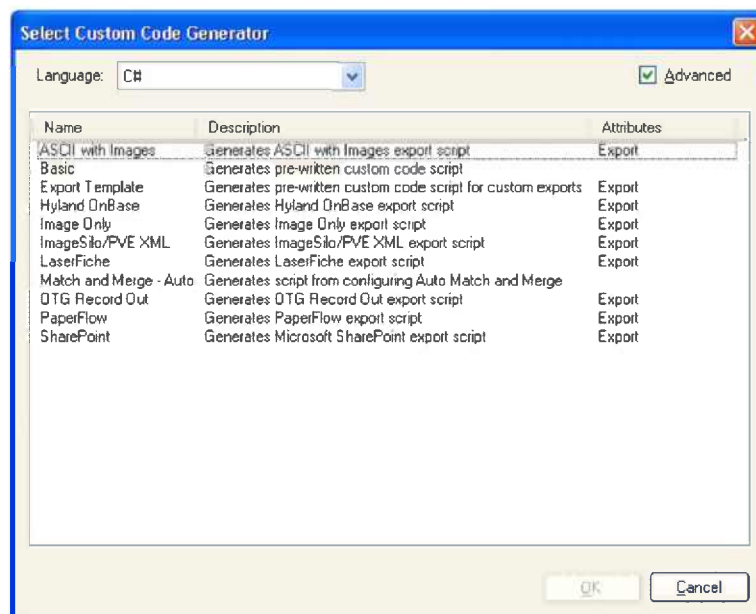 Select Custom Code Generator
Language: C# Advanced
Name Description Attributes
ASCII with Images Generates ASCII with Images export script Export
Basic Generates pre-written custom code script
Export Template Generates pre-written custom code script for custom exports Export
Hyland OnBase Generates Hyland OnBase export script Export
Image Only Generates Image Only export script Export
ImageSilo/PVE XML Generates ImageSilo/PVE XML export script Export
LaserFiche Generates LaserFiche export script Export
Match and Merge - Auto Generates script from configuring Auto Match and Merge
OTG Record Out Generates OTG Record Out export script Export
PaperFlow Generates PaperFlow export script Export
SharePoint Generates Microsoft SharePoint export script Export
OK Cancel